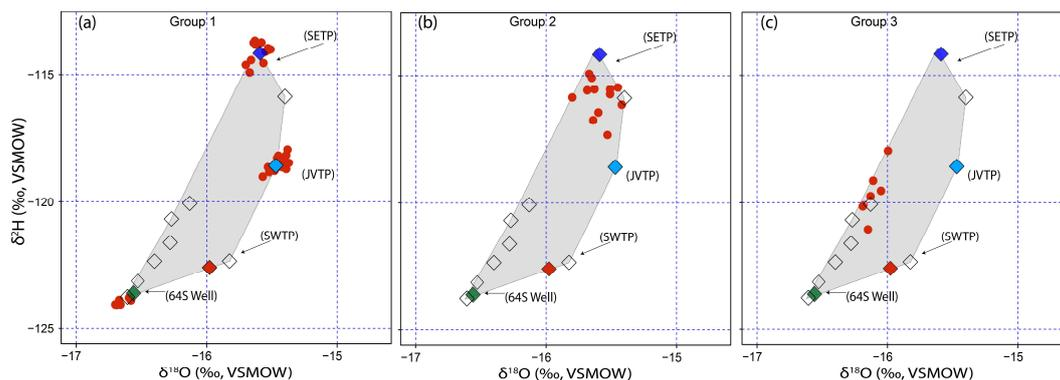 (a) Group 1
(SETP)
(JVTP)
(SWTP)
(64S Well)
−115
−120
−125
δ²H (‰, VSMOW)
−17 −16 −15
δ¹⁸O (‰, VSMOW)
(b) Group 2
(SETP)
(JVTP)
(SWTP)
(64S Well)
−17 −16 −15
δ¹⁸O (‰, VSMOW)
(c) Group 3
(SETP)
(JVTP)
(SWTP)
(64S Well)
−17 −16 −15
δ¹⁸O (‰, VSMOW)